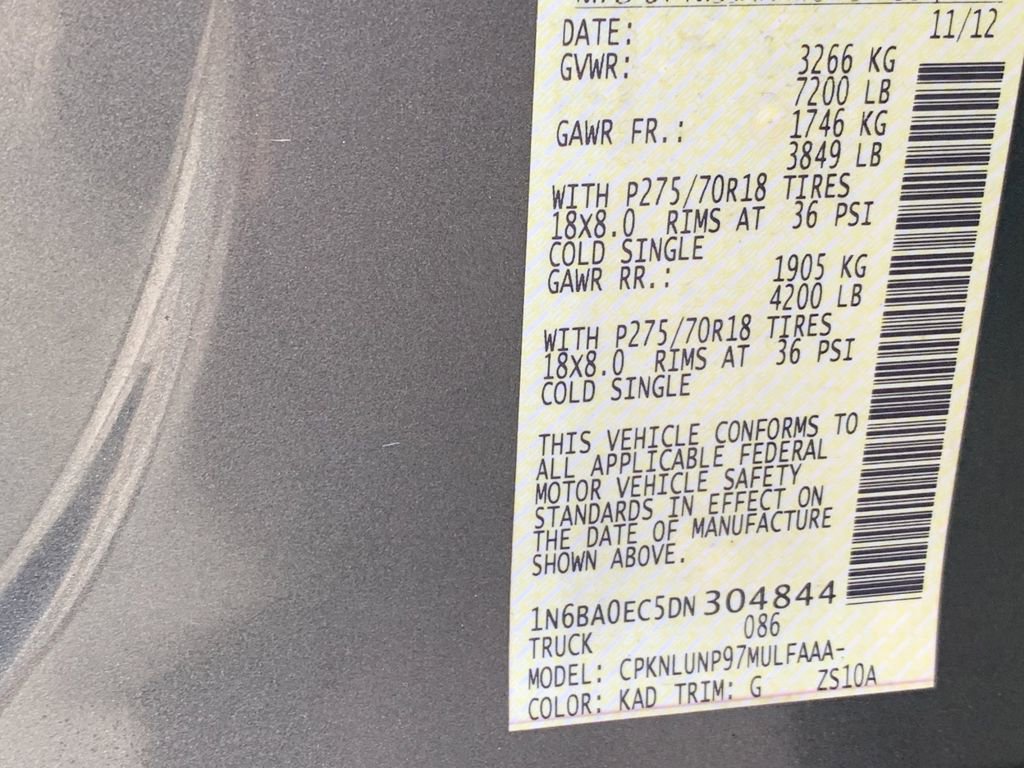 DATE: 11/12
GVWR: 3266 KG
7200 LB
GAWR FR.: 1746 KG
3849 LB
WITH P275/70R18 TIRES
18X8.0 RIMS AT 36 PSI
COLD SINGLE
GAWR RR.: 1905 KG
4200 LB
WITH P275/70R18 TIRES
18X8.0 RIMS AT 36 PSI
COLD SINGLE
THIS VEHICLE CONFORMS TO
ALL APPLICABLE FEDERAL
MOTOR VEHICLE SAFETY
STANDARDS IN EFFECT ON
THE DATE OF MANUFACTURE
SHOWN ABOVE.
1N6BA0EC5DN304844
TRUCK 086
MODEL: CPKNLUNP97MULFAAA-
COLOR: KAD TRIM: G ZS10A